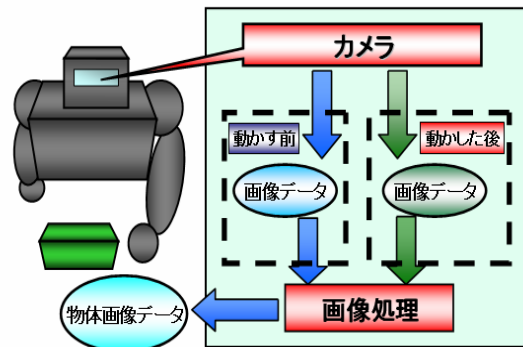 カメラ
動かす前
動かした後
画像データ
画像データ
画像処理
物体画像データ